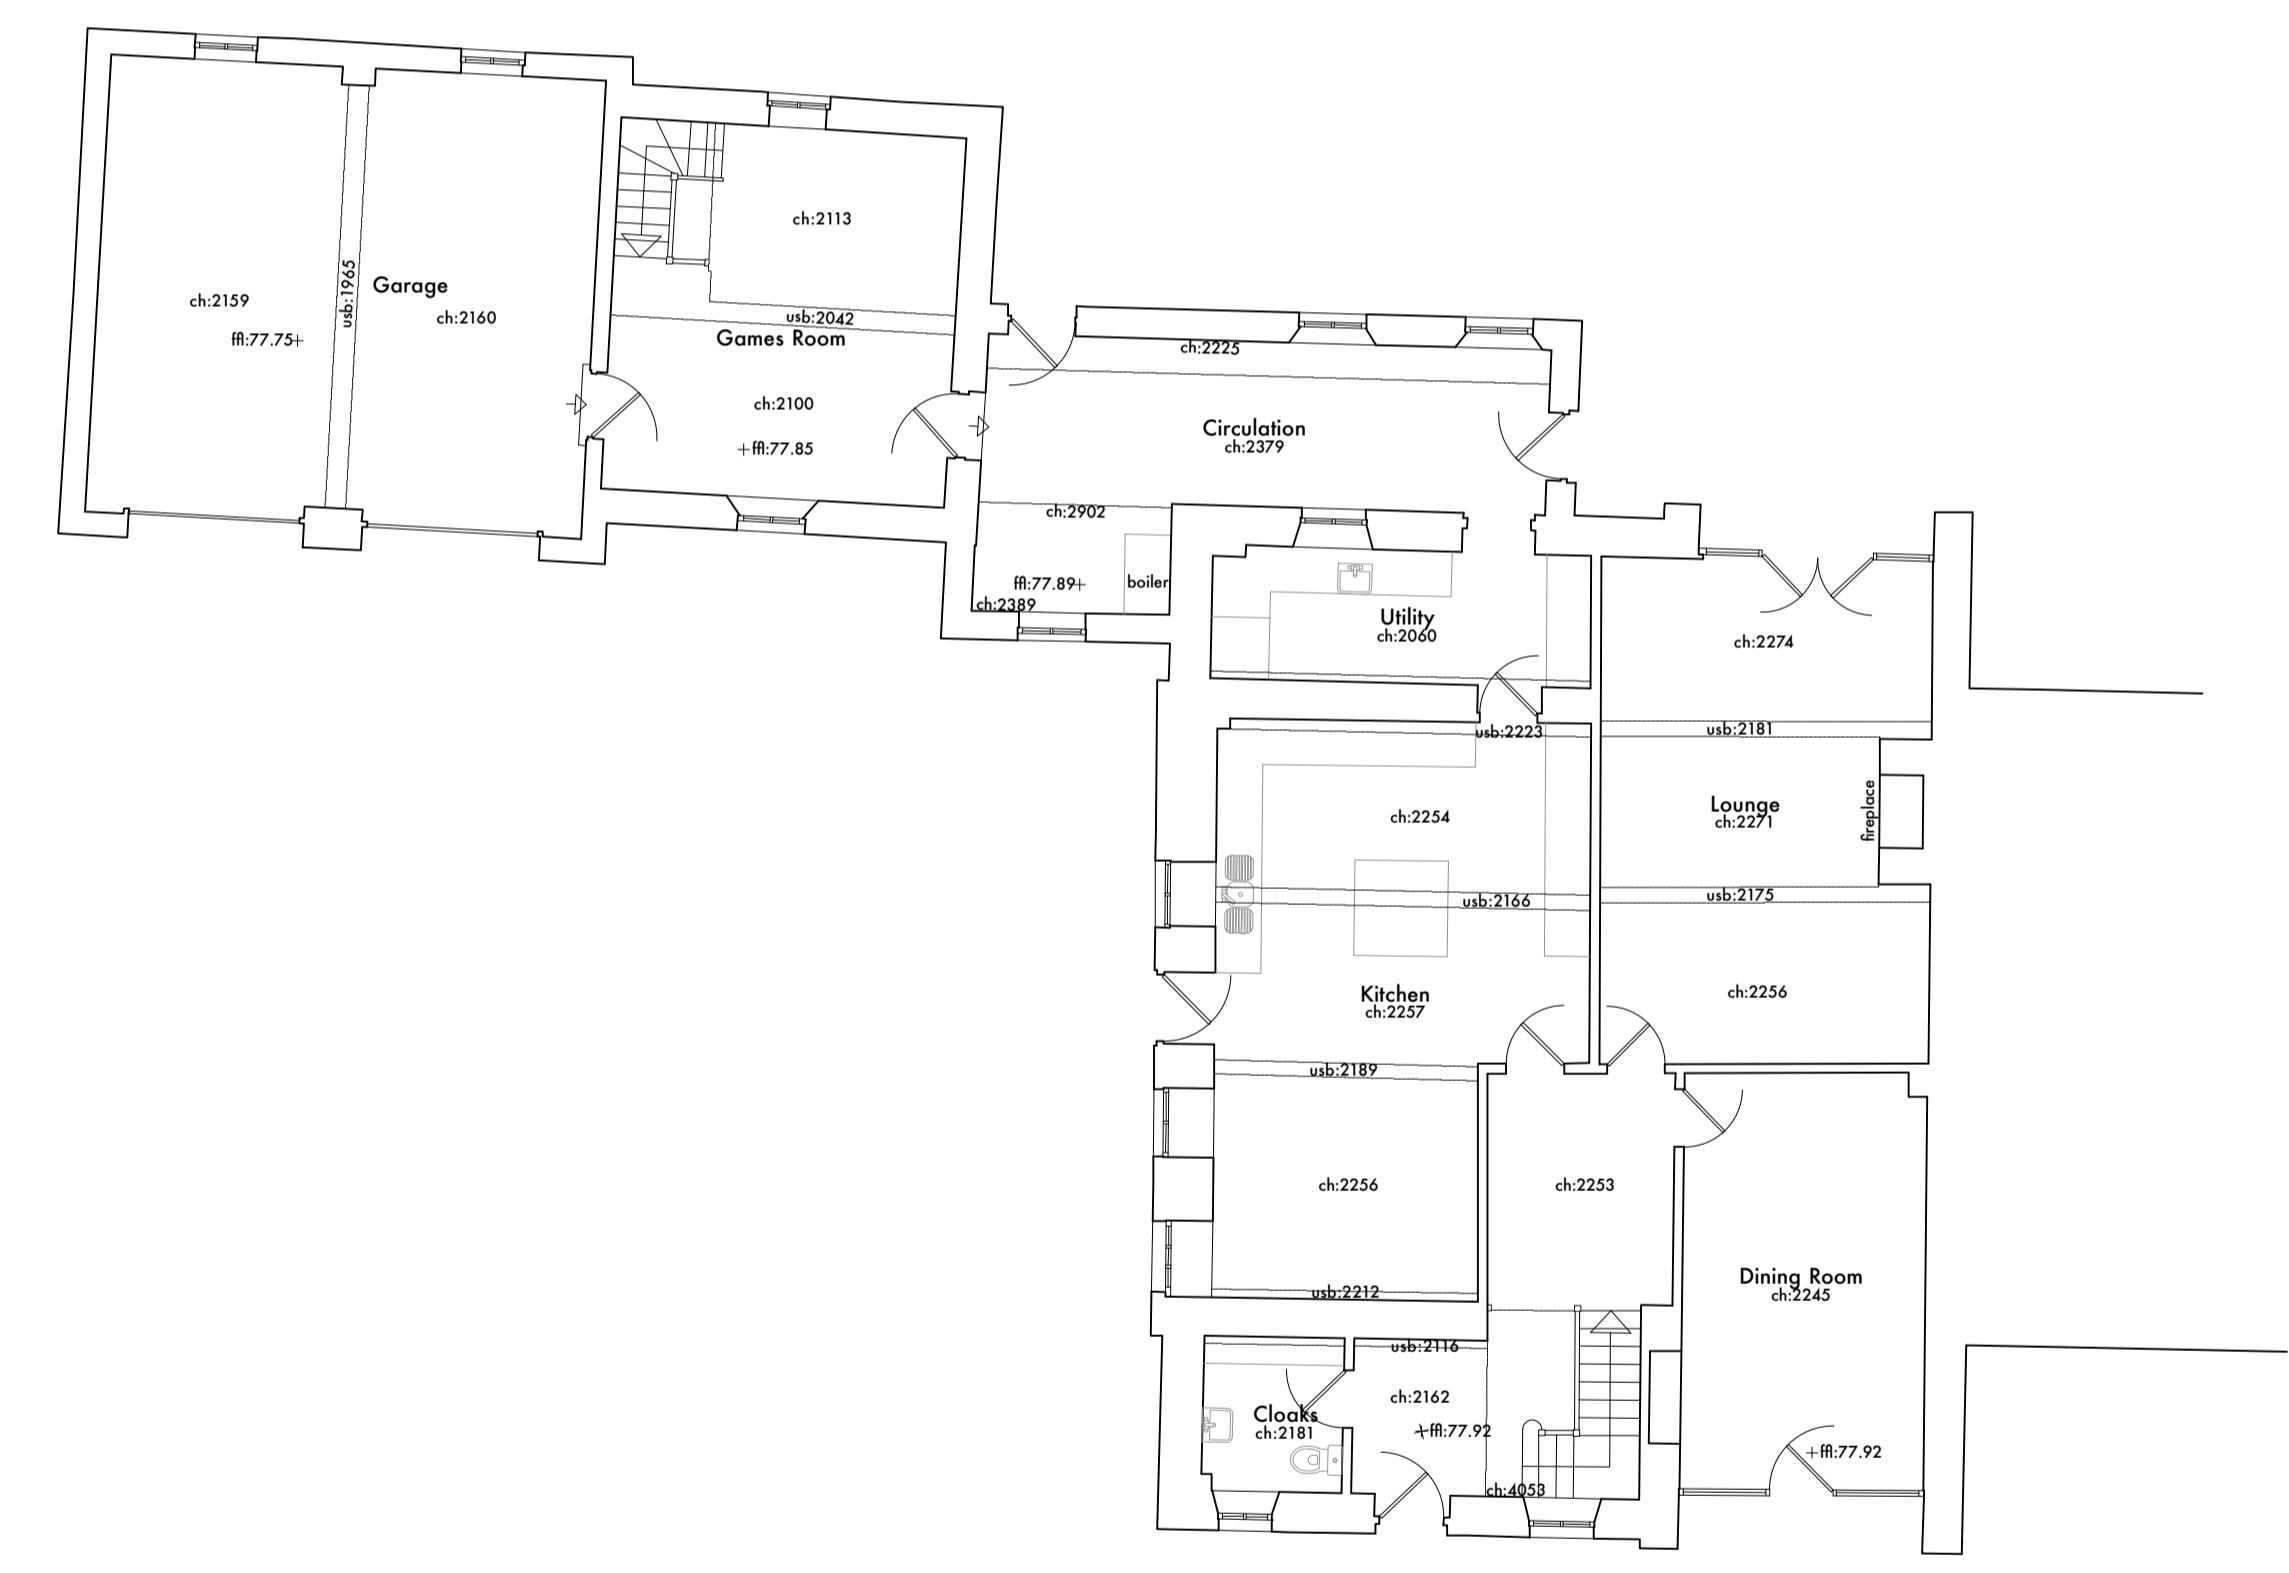 ch:2113
Garage
ch:2159
usb:1965
ch:2160
ffl:77.75
usb:2042
Games Room
ch:2100
ffl:77.85
ch:2225
Circulation
ch:2379
ch:2902
ffl:77.89
boiler
ch:2389
Utility
ch:2060
ch:2274
usb:2223
usb:2181
ch:2254
Lounge
ch:2271
fireplace
usb:2166
usb:2175
Kitchen
ch:2257
ch:2256
usb:2189
ch:2256
ch:2253
Dining Room
ch:2245
usb:2212
usb:2116
ch:2162
Cloaks
ch:2181
ffl:77.92
ffl:77.92
ch:4053